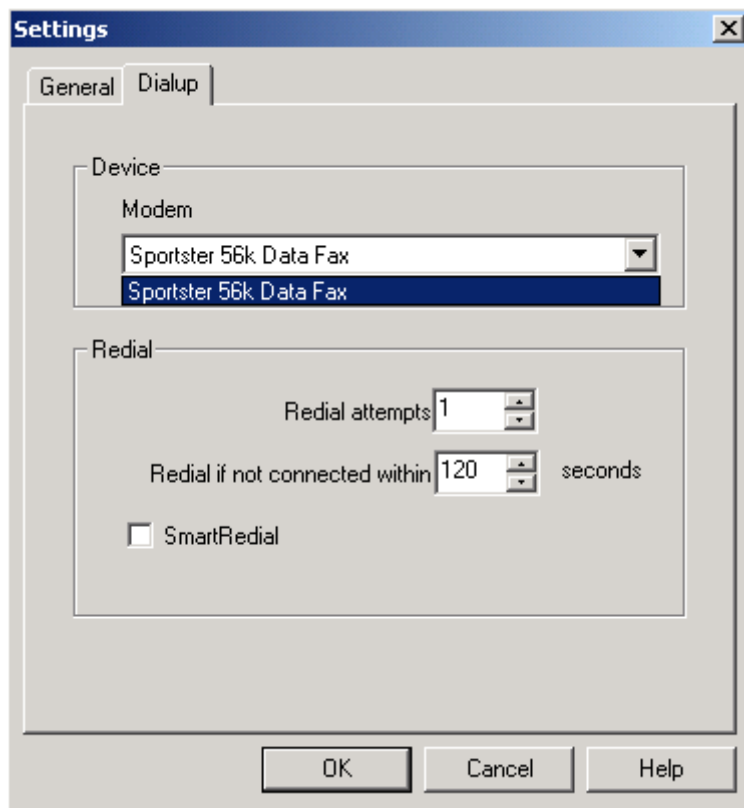 Settings
General Dialup
Device
Modem
Sportster 56k Data Fax
Sportster 56k Data Fax
Redial
Redial attempts 1
Redial if not connected within 120 seconds
SmartRedial
OK Cancel Help